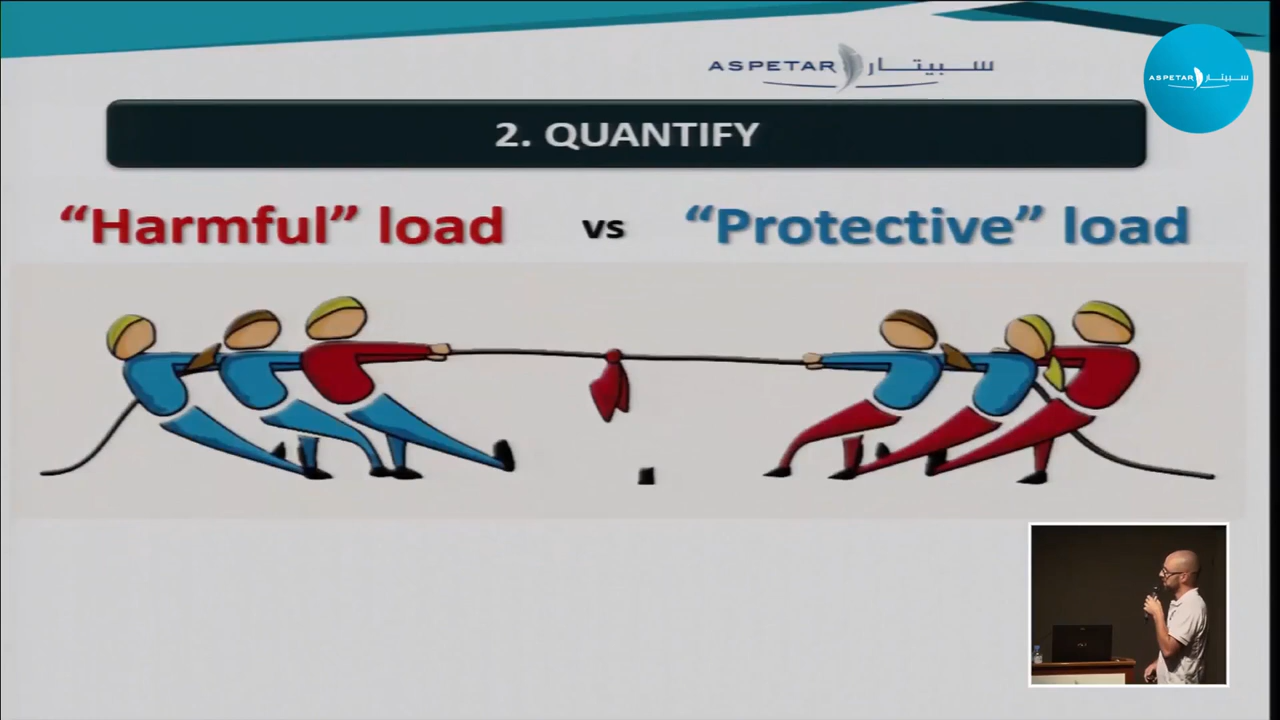 ASPETAR سبيتار
ASPETAR سبيتار
2. QUANTIFY
“Harmful” load vs “Protective” load